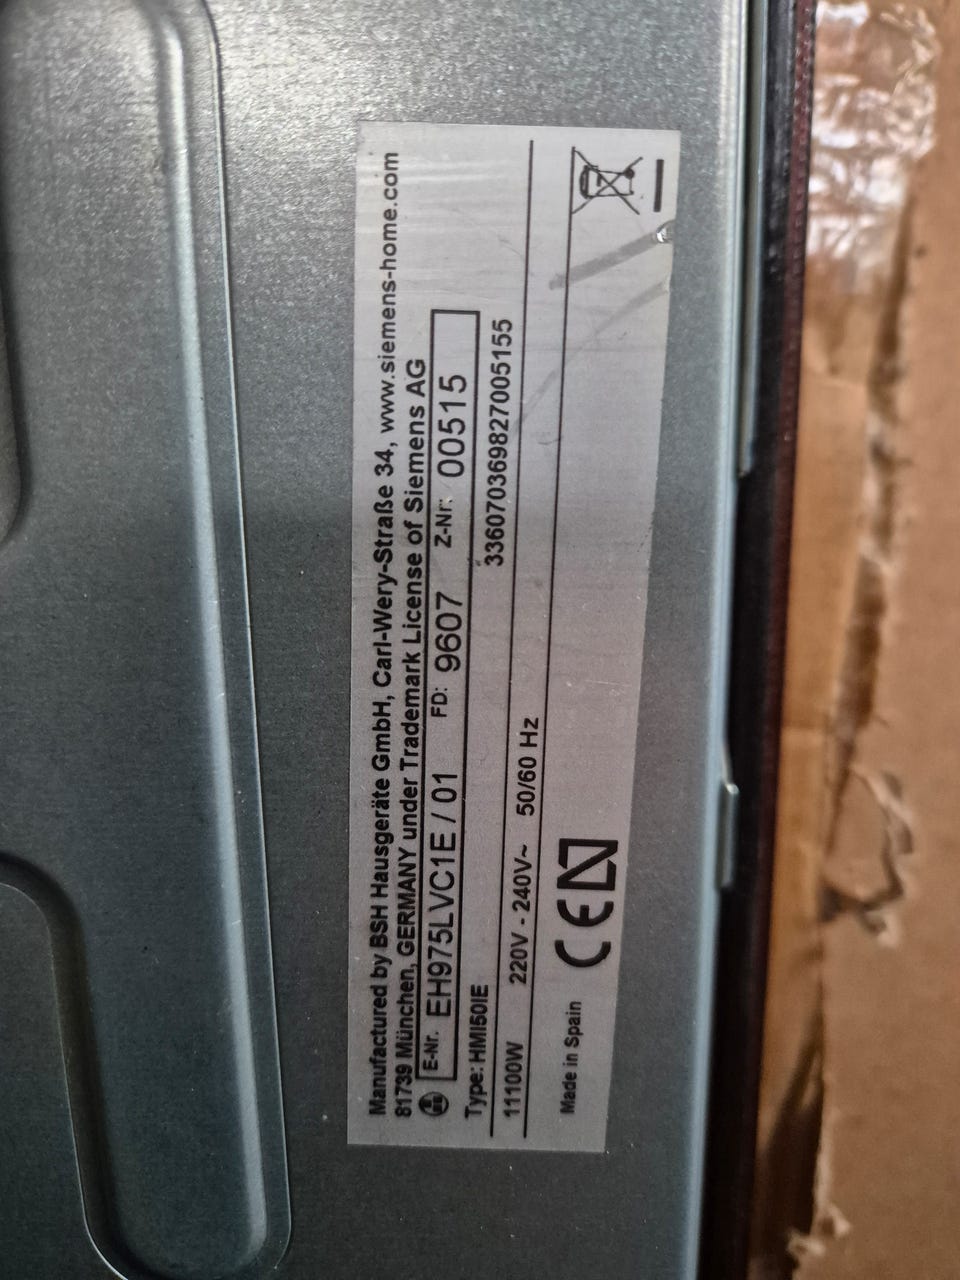 Manufactured by BSH Hausgeräte GmbH, Carl-Wery-Straße 34, www.siemens-home.com
81739 München, GERMANY under Trademark License of Siemens AG
E-Nr. EH975LVC1E / 01 FD: 9607 Z-Nr. 00515
Type: HMI50IE 336070369827005155
11100W 220V - 240V~ 50/60 Hz
Made in Spain CE N